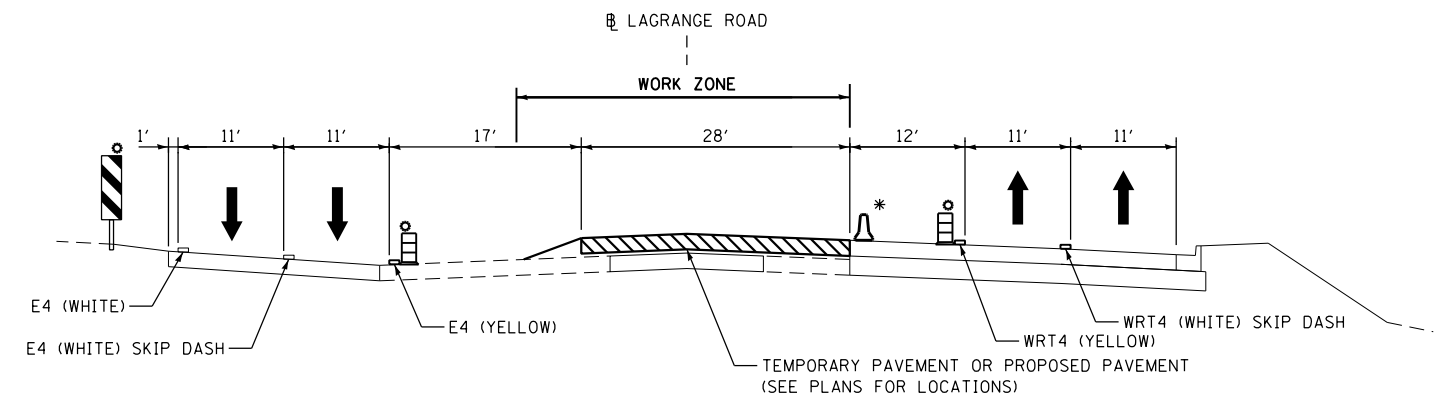 ℄ LAGRANGE ROAD
WORK ZONE
1' 11' 11' 17' 28' 12' 11' 11'
*
E4 (WHITE)
E4 (WHITE) SKIP DASH
E4 (YELLOW)
WRT4 (WHITE) SKIP DASH
WRT4 (YELLOW)
TEMPORARY PAVEMENT OR PROPOSED PAVEMENT
(SEE PLANS FOR LOCATIONS)